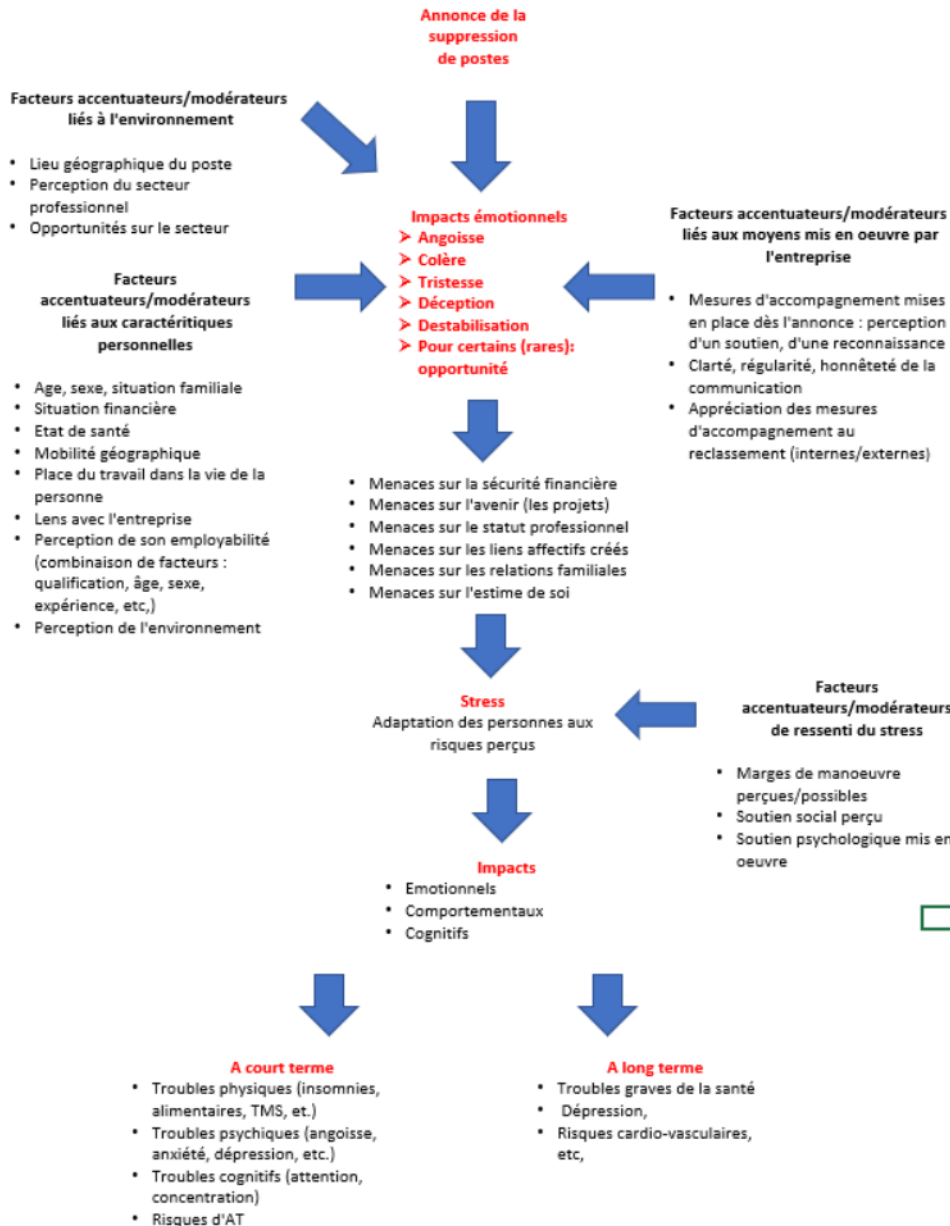 Annonce de la
suppression
de postes
Facteurs accentuateurs/modérateurs
liés à l'environnement
• Lieu géographique du poste
• Perception du secteur
professionnel
• Opportunités sur le secteur
Impacts émotionnels
➢ Angoisse
➢ Colère
➢ Tristesse
➢ Déception
➢ Destabilisation
➢ Pour certains (rares):
opportunité
Facteurs accentuateurs/modérateurs
liés aux moyens mis en oeuvre par
l'entreprise
• Mesures d'accompagnement mises
en place dès l'annonce : perception
d'un soutien, d'une reconnaissance
• Clarté, régularité, honnêteté de la
communication
• Appréciation des mesures
d'accompagnement au
reclassement (internes/externes)
Facteurs
accentuateurs/modérateurs
liés aux caractéritiques
personnelles
• Age, sexe, situation familiale
• Situation financière
• Etat de santé
• Mobilité géographique
• Place du travail dans la vie de la
personne
• Lens avec l'entreprise
• Perception de son employabilité
(combinaison de facteurs :
qualification, âge, sexe,
expérience, etc,)
• Perception de l'environnement
• Menaces sur la sécurité financière
• Menaces sur l'avenir (les projets)
• Menaces sur le statut professionnel
• Menaces sur les liens affectifs créés
• Menaces sur les relations familiales
• Menaces sur l'estime de soi
Stress
Adaptation des personnes aux
risques perçus
Facteurs
accentuateurs/modérateurs
de ressenti du stress
• Marges de manoeuvre
perçues/possibles
• Soutien social perçu
• Soutien psychologique mis en
oeuvre
Impacts
• Emotionnels
• Comportementaux
• Cognitifs
A court terme
• Troubles physiques (insomnies,
alimentaires, TMS, et.)
• Troubles psychiques (angoisse,
anxiété, dépression, etc.)
• Troubles cognitifs (attention,
concentration)
• Risques d'AT
A long terme
• Troubles graves de la santé
• Dépression,
• Risques cardio-vasculaires,
etc,